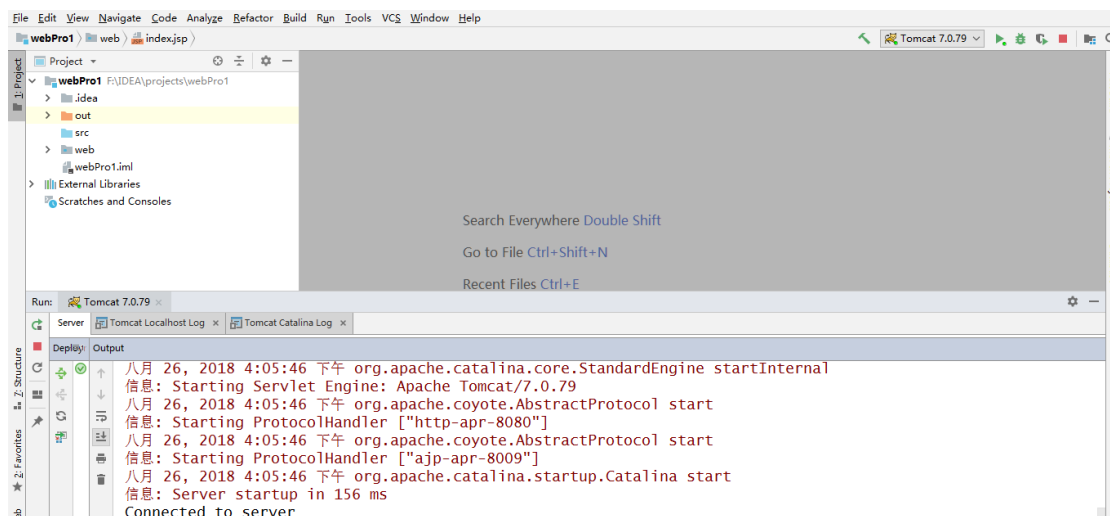 File Edit View Navigate Code Analyze Refactor Build Run Tools VCS Window Help
webPro1 web index.jsp Tomcat 7.0.79
1: Project
Project
webPro1 F:\IDEA\projects\webPro1
.idea
out
src
web
webPro1.iml
External Libraries
Scratches and Consoles
Search Everywhere Double Shift
Go to File Ctrl+Shift+N
Recent Files Ctrl+E
Run: Tomcat 7.0.79
Server Tomcat Localhost Log Tomcat Catalina Log
Output
八月 26, 2018 4:05:46 下午 org.apache.catalina.core.StandardEngine startInternal
信息: Starting Servlet Engine: Apache Tomcat/7.0.79
八月 26, 2018 4:05:46 下午 org.apache.coyote.AbstractProtocol start
信息: Starting ProtocolHandler ["http-apr-8080"]
八月 26, 2018 4:05:46 下午 org.apache.coyote.AbstractProtocol start
信息: Starting ProtocolHandler ["ajp-apr-8009"]
八月 26, 2018 4:05:46 下午 org.apache.catalina.startup.Catalina start
信息: Server startup in 156 ms
Connected to server
Z: Structure
2: Favorites